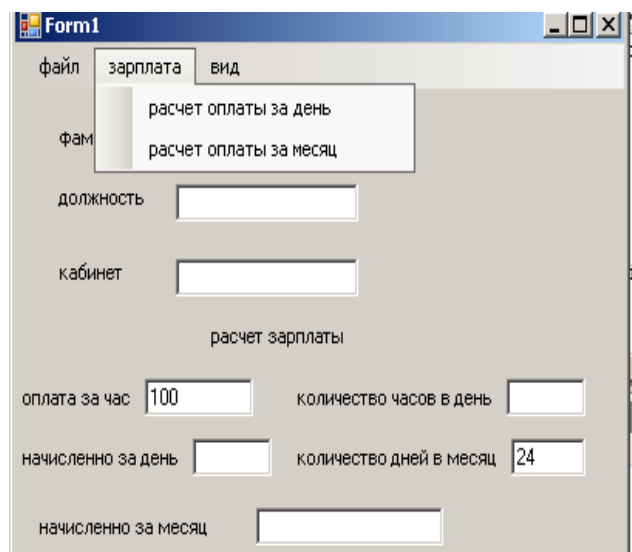 Form1
файл зарплата вид
расчет оплаты за день
фам
расчет оплаты за месяц
должность
кабинет
расчет зарплаты
оплата за час 100 количество часов в день
начисленно за день количество дней в месяц 24
начисленно за месяц